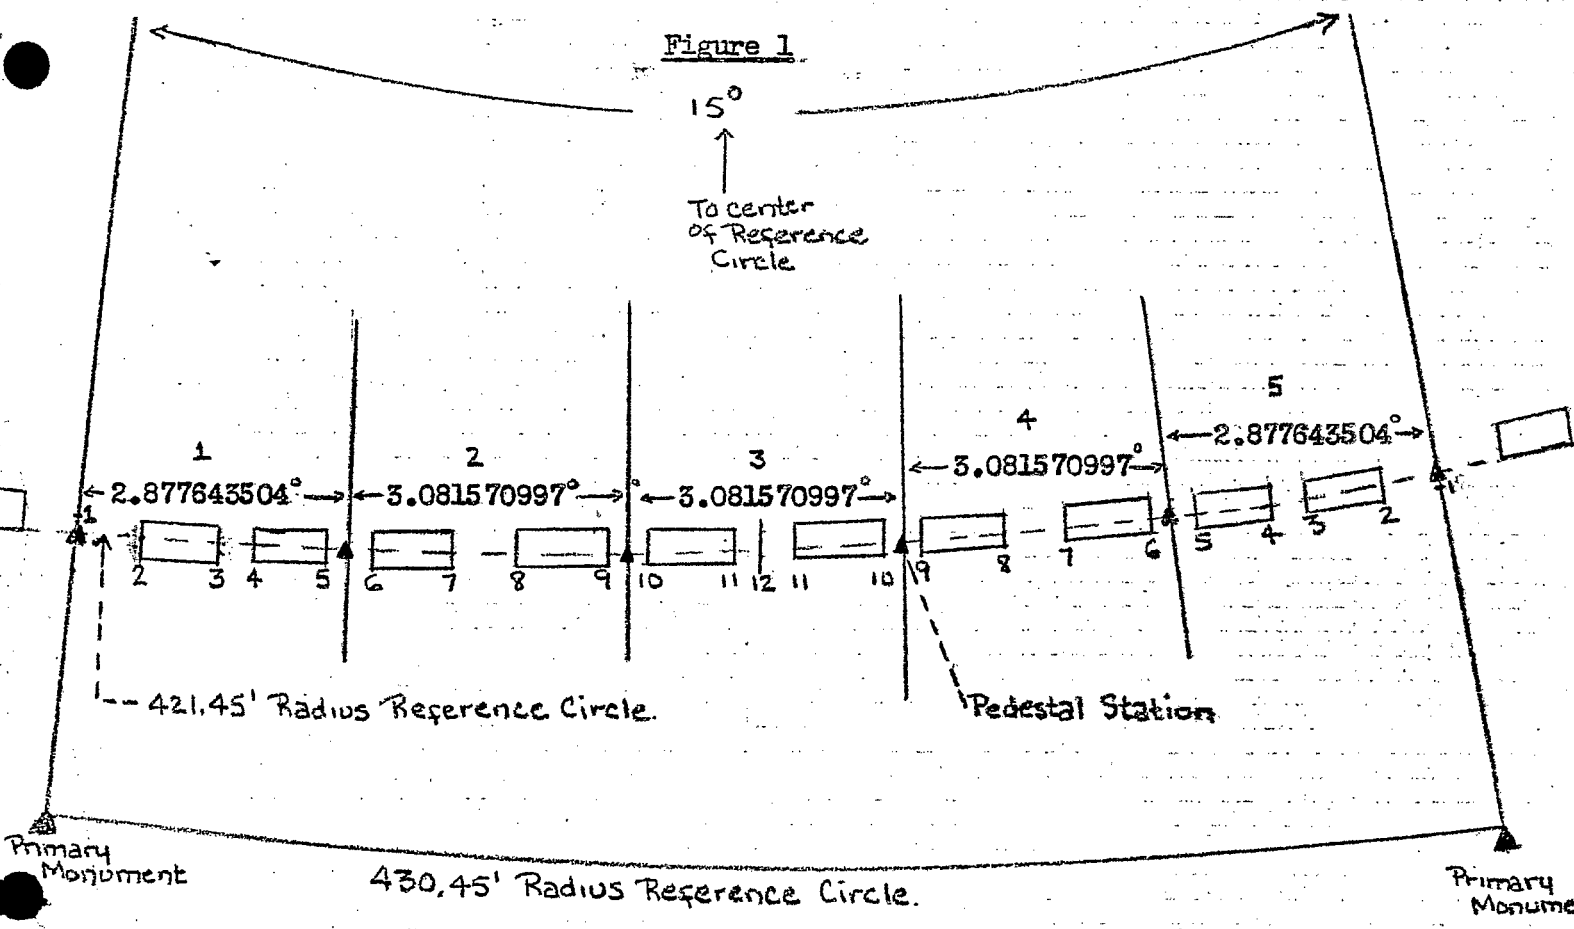 Figure 1
15°
To center
of Reference
Circle
5
4
2.877643504°
1
2
3
3.081570997°
2.877643504°
3.081570997°
3.081570997°
1
1
2 3 4 5 6 7 8 9 10 11 12 11 10 9 8 7 6 5 4 3 2
421.45' Radius Reference Circle.
Pedestal Station
Primary
Monument
430.45' Radius Reference Circle.
Primary
Monume